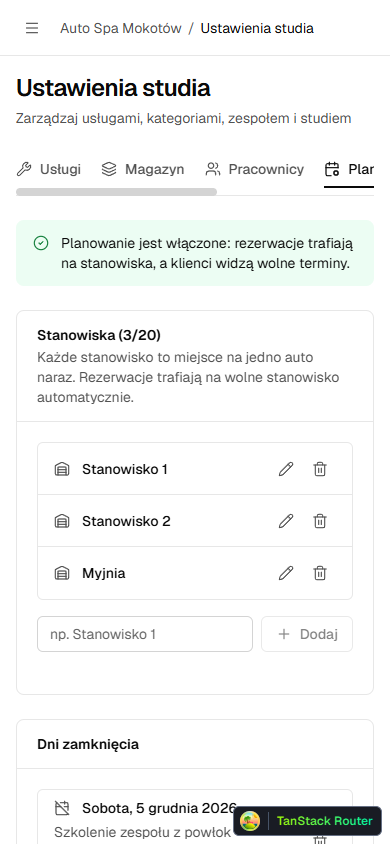 Auto Spa Mokotów / Ustawienia studia
Ustawienia studia
Zarządzaj usługami, kategoriami, zespołem i studiem
Usługi Magazyn Pracownicy Plan
Planowanie jest włączone: rezerwacje trafiają
na stanowiska, a klienci widzą wolne terminy.
Stanowiska (3/20)
Każde stanowisko to miejsce na jedno auto
naraz. Rezerwacje trafiają na wolne stanowisko
automatycznie.
Stanowisko 1
Stanowisko 2
Myjnia
np. Stanowisko 1
Dodaj
Dni zamknięcia
Sobota, 5 grudnia 2026
Szkolenie zespołu z powłok
TanStack Router